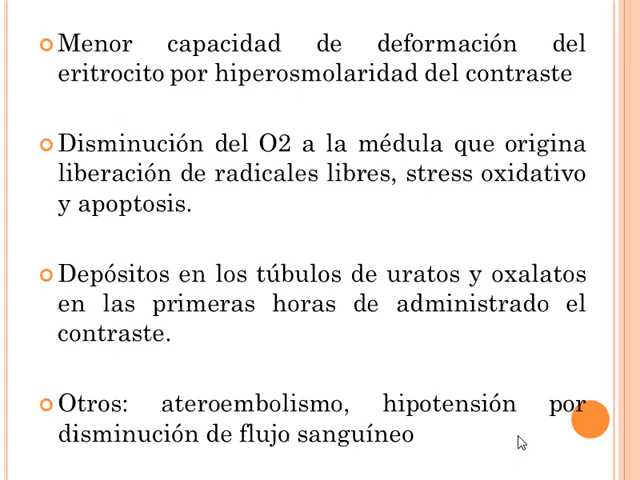 Menor capacidad de deformación del
eritrocito por hiperosmolaridad del contraste
Disminución del O2 a la médula que origina
liberación de radicales libres, stress oxidativo
y apoptosis.
Depósitos en los túbulos de uratos y oxalatos
en las primeras horas de administrado el
contraste.
Otros: ateroembolismo, hipotensión por
disminución de flujo sanguíneo